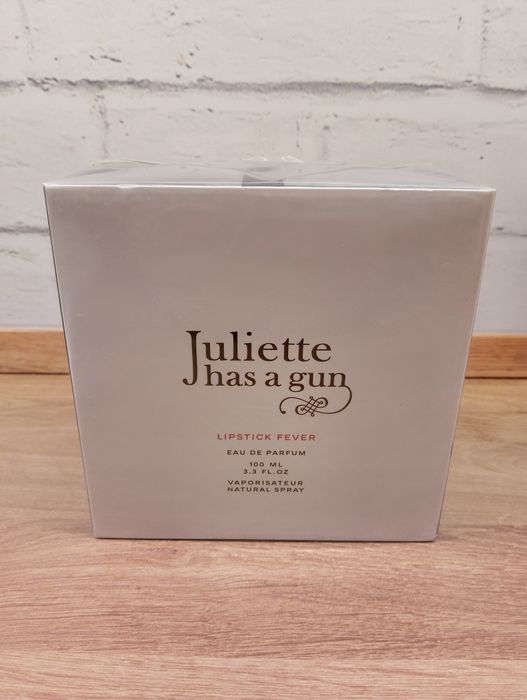 Juliette
has a gun
LIPSTICK FEVER
EAU DE PARFUM
100 ML
3.3 FL.OZ
VAPORISATEUR
NATURAL SPRAY